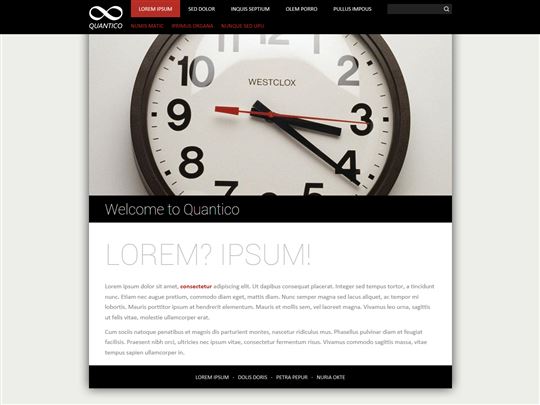 LOREM IPSUM SED DOLOR INQUIS SEPTIUM OLEM PORRO PULLUS IMPOUS
QUANTICO NUMIS MATIC IRRIMUS ORGANA NUNQUE SED UPU
10 2
WESTCLOX
9 3
8 4
7 6 5
Welcome to Quantico
LOREM? IPSUM!
Lorem ipsum dolor sit amet, consectetur adipiscing elit. Ut dapibus consequat placerat. Integer sed tempus tortor, a tincidunt
nunc. Etiam nec augue pretium, commodo diam eget, mattis diam. Nunc semper magna sed lacus aliquet, ac tempor mi
lobortis. Mauris porttitor ipsum at hendrerit elementum. Mauris et mollis sem, vel laoreet magna. Vivamus leo urna, sagittis
ut felis vitae, molestie ullamcorper erat.
Cum sociis natoque penatibus et magnis dis parturient montes, nascetur ridiculus mus. Phasellus pulvinar diam et feugiat
facilisis. Praesent nibh orci, ultricies nec ipsum vitae, consectetur fermentum risus. Vivamus commodo sagittis massa, vitae
tempus sapien ullamcorper in.
LOREM IPSUM - DOLIS DORIS - PETRA PEPUR - NURIA OKTE